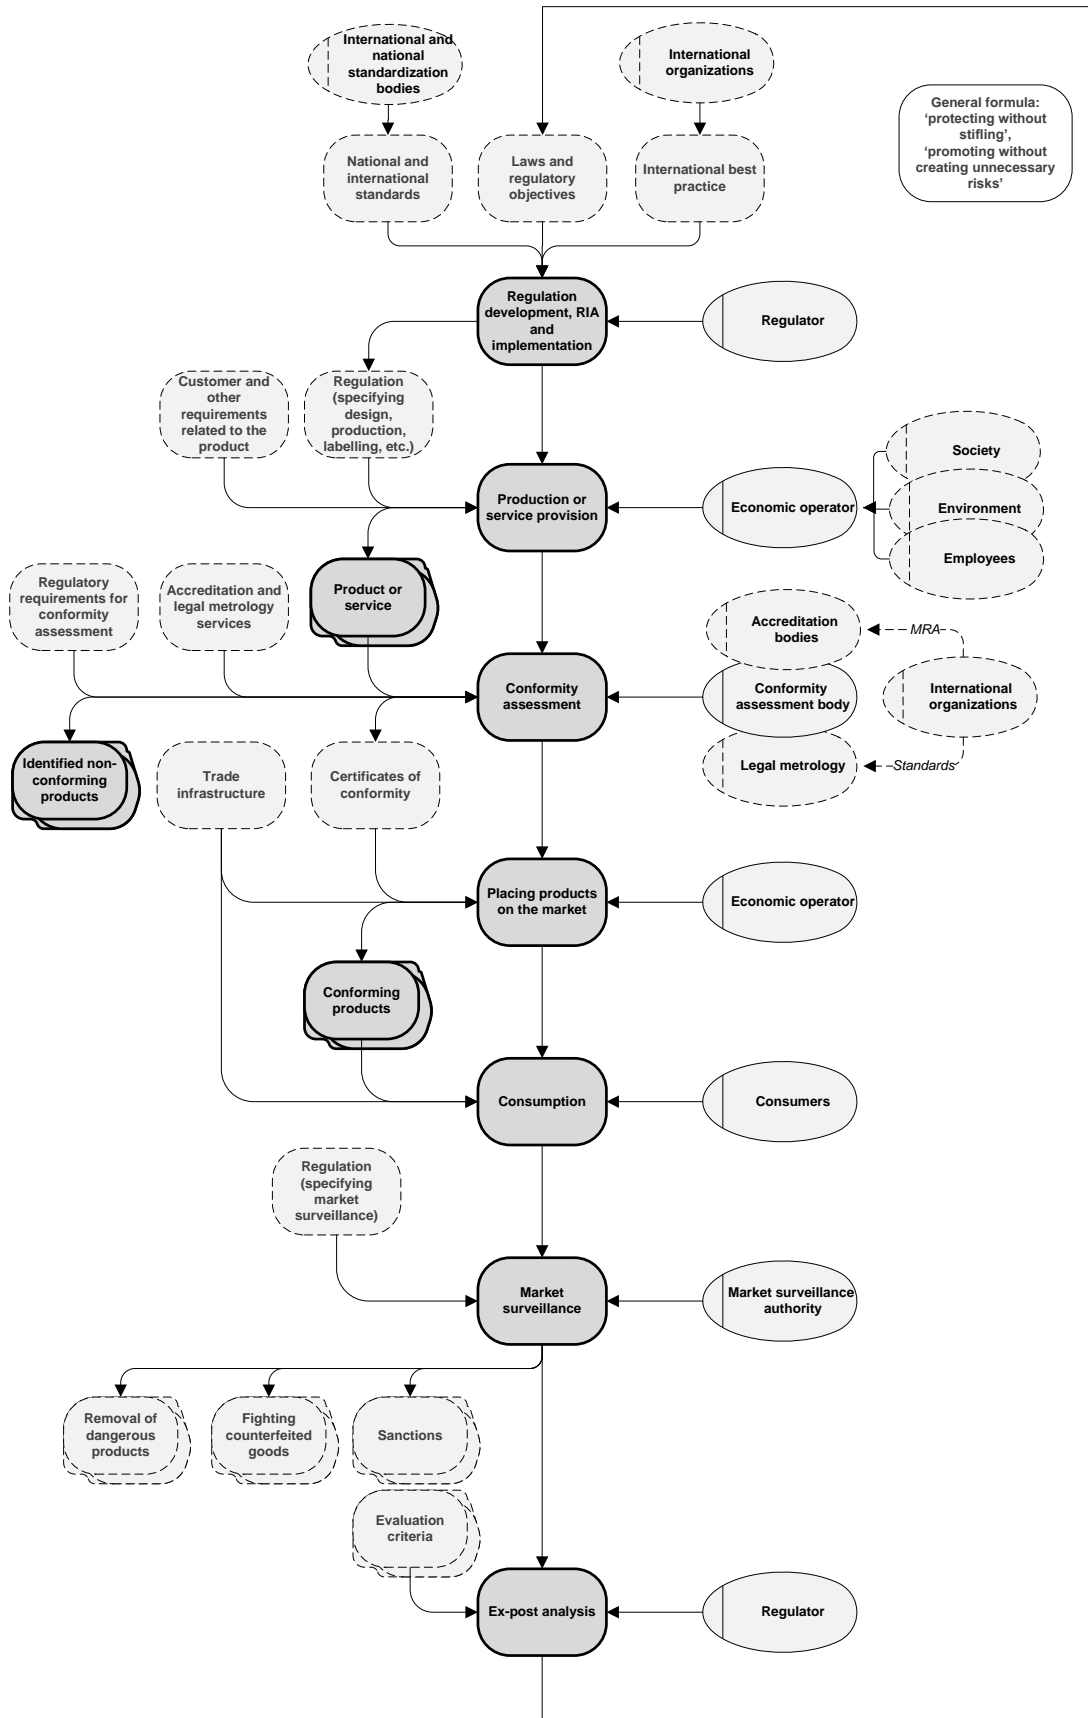 International and
national
standardization
bodies
International
organizations
General formula:
‘protecting without
stifling’,
‘promoting without
creating unnecessary
risks’
National and
international
standards
Laws and
regulatory
objectives
International best
practice
Regulation
development, RIA
and
implementation
Regulator
Customer and
other
requirements
related to the
product
Regulation
(specifying
design,
production,
labelling, etc.)
Society
Production or
service provision
Economic operator
Environment
Employees
Regulatory
requirements for
conformity
assessment
Accreditation and
legal metrology
services
Product or
service
Accreditation
bodies
MRA
Conformity
assessment
Conformity
assessment body
International
organizations
Identified non-
conforming
products
Trade
infrastructure
Certificates of
conformity
Legal metrology
Standards
Placing products
on the market
Economic operator
Conforming
products
Consumption
Consumers
Regulation
(specifying
market
surveillance)
Market
surveillance
Market surveillance
authority
Removal of
dangerous
products
Fighting
counterfeited
goods
Sanctions
Evaluation
criteria
Ex-post analysis
Regulator